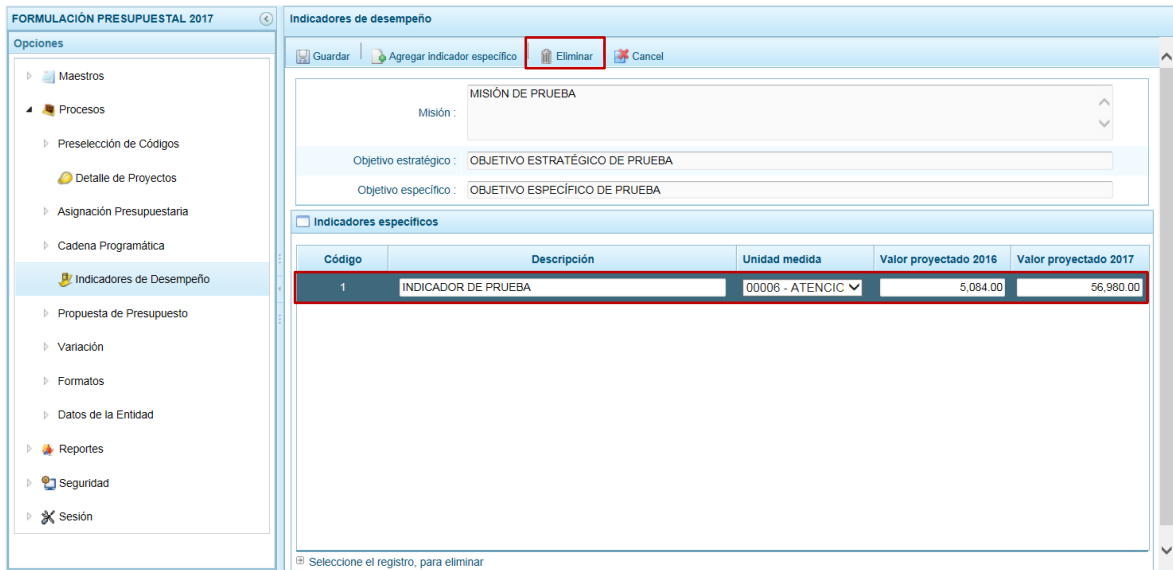 FORMULACIÓN PRESUPUESTAL 2017
Opciones
Maestros
Procesos
Preselección de Códigos
Detalle de Proyectos
Asignación Presupuestaria
Cadena Programática
Indicadores de Desempeño
Propuesta de Presupuesto
Variación
Formatos
Datos de la Entidad
Reportes
Seguridad
Sesión
Indicadores de desempeño
Guardar Agregar indicador específico Eliminar Cancel
Misión : MISIÓN DE PRUEBA
Objetivo estratégico : OBJETIVO ESTRATÉGICO DE PRUEBA
Objetivo específico : OBJETIVO ESPECÍFICO DE PRUEBA
Indicadores específicos
Código Descripción Unidad medida Valor proyectado 2016 Valor proyectado 2017
1 INDICADOR DE PRUEBA 00006 - ATENCIC 5,084.00 56,980.00
Seleccione el registro, para eliminar